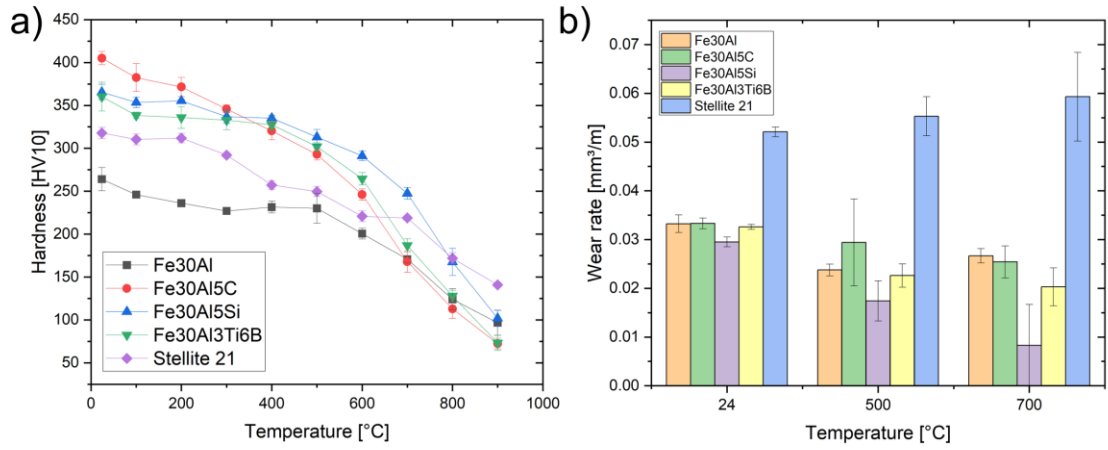 a)
Hardness [HV10]
450
400
350
300
250
200
150
100
50
Fe30Al
Fe30Al5C
Fe30Al5Si
Fe30Al3Ti6B
Stellite 21
0
200
400
600
800
1000
Temperature [°C]
b)
Wear rate [mm³/m]
0.07
0.06
0.05
0.04
0.03
0.02
0.01
0.00
Fe30Al
Fe30Al5C
Fe30Al5Si
Fe30Al3Ti6B
Stellite 21
24
500
700
Temperature [°C]